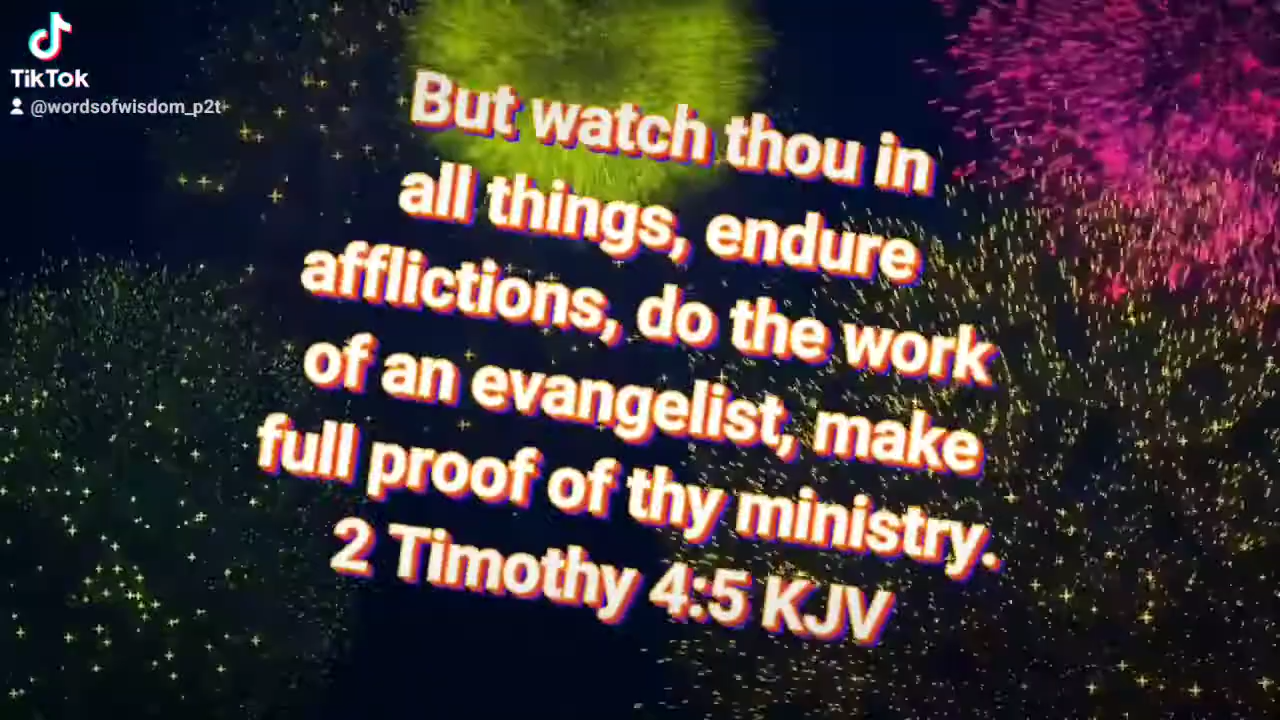 TikTok
@wordsofwisdom_p2t
But watch thou in
all things, endure
afflictions, do the work
of an evangelist, make
full proof of thy ministry.
2 Timothy 4:5 KJV